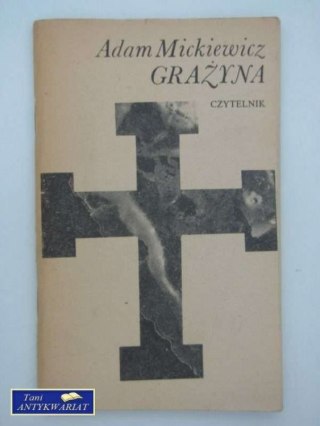 Adam Mickiewicz
GRAŻYNA
CZYTELNIK
Tani
ANTYKWARIAT